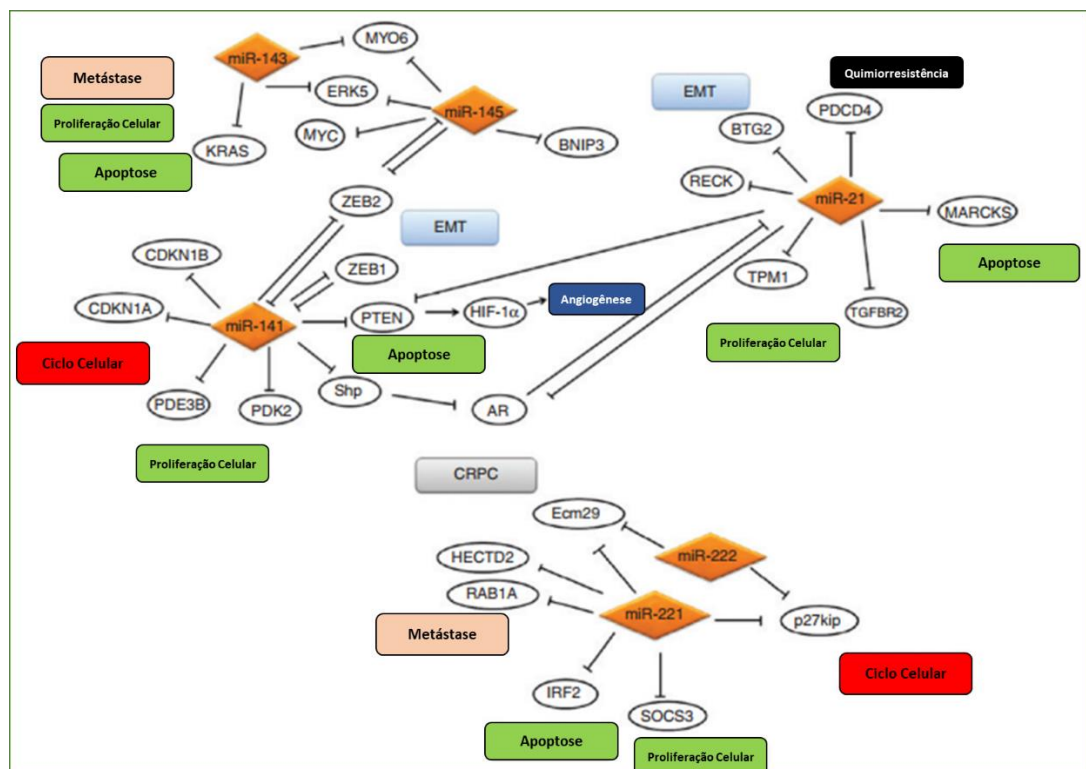 miR-143
MYO6
Metástase
Quimiorresistência
ERK5
miR-145
EMT
PDCD4
Proliferação Celular
MYC
BTG2
BNIP3
KRAS
Apoptose
RECK
miR-21
ZEB2
MARCKS
EMT
CDKN1B
ZEB1
Apoptose
TPM1
CDKN1A
miR-141
PTEN
HIF-1α
Angiogênese
TGFBR2
Ciclo Celular
Apoptose
Proliferação Celular
PDE3B
PDK2
Shp
AR
Proliferação Celular
CRPC
Ecm29
HECTD2
miR-222
RAB1A
miR-221
p27kip
Metástase
Ciclo Celular
IRF2
SOCS3
Apoptose
Proliferação Celular